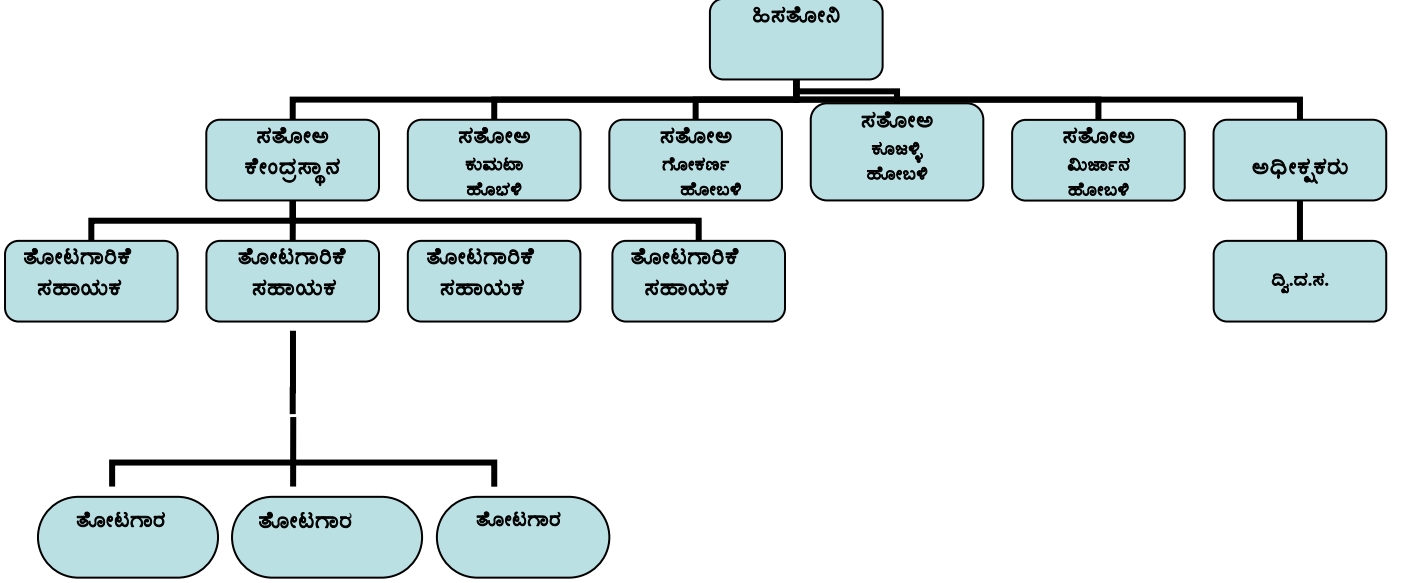 ಹಿಸತೋನಿ
ಸತೋಅ
ಕೇಂದ್ರಸ್ಥಾನ
ಸತೋಅ
ಕುಮಟಾ
ಹೊಭಳಿ
ಸತೋಅ
ಗೋಕರ್ಣ
ಹೋಬಳಿ
ಸತೋಅ
ಕೂಜಳ್ಳಿ
ಹೋಬಳಿ
ಸತೋಅ
ಮಿರ್ಜಾನ
ಹೋಬಳಿ
ಅಧೀಕ್ಷಕರು
ತೋಟಗಾರಿಕೆ
ಸಹಾಯಕ
ತೋಟಗಾರಿಕೆ
ಸಹಾಯಕ
ತೋಟಗಾರಿಕೆ
ಸಹಾಯಕ
ತೋಟಗಾರಿಕೆ
ಸಹಾಯಕ
ದ್ವಿ.ದ.ಸ.
ತೋಟಗಾರ
ತೋಟಗಾರ
ತೋಟಗಾರ